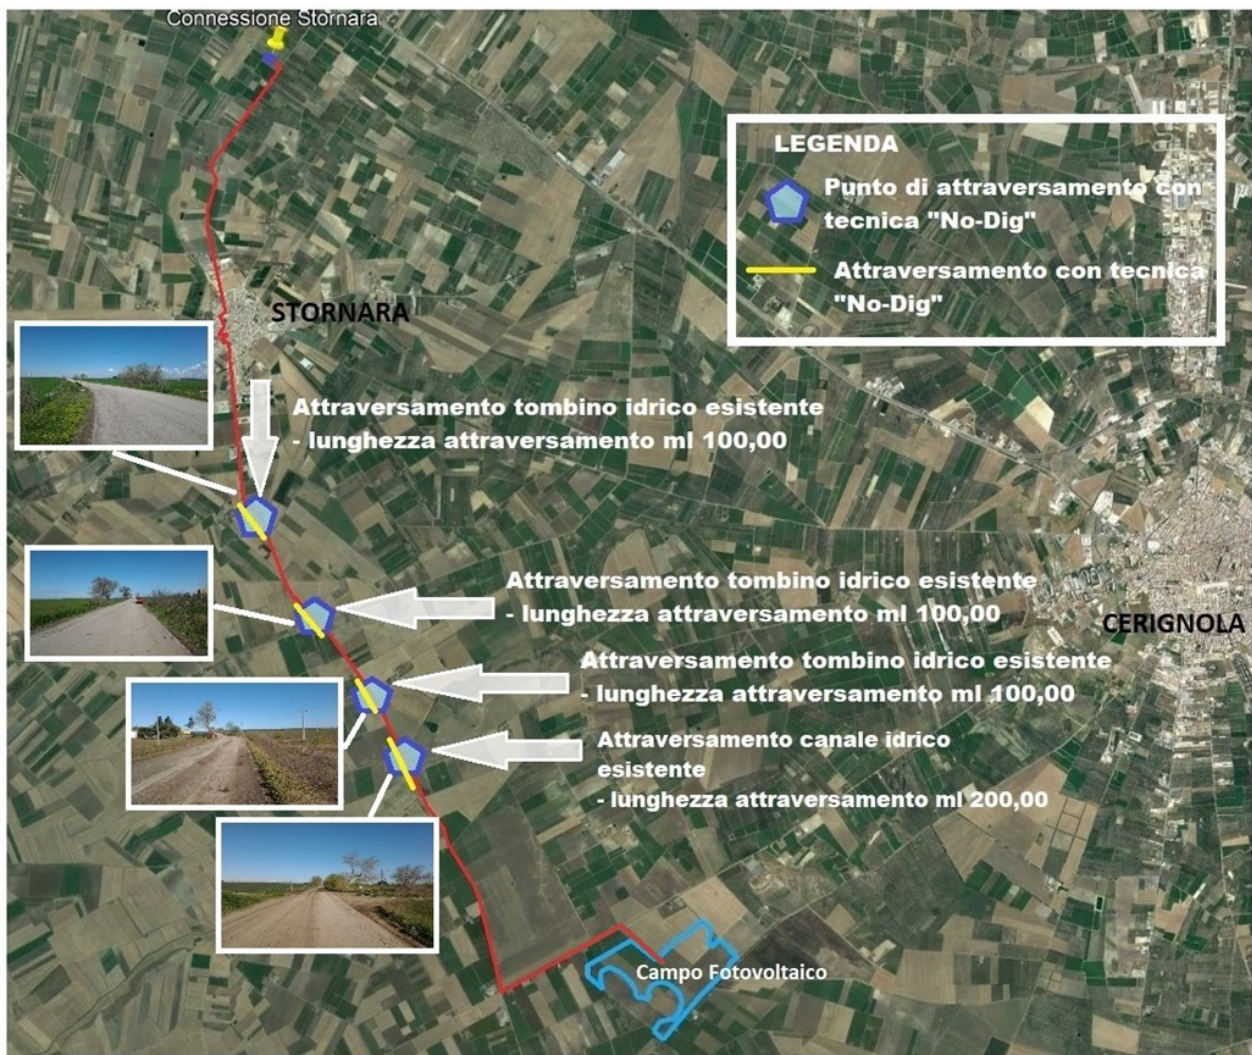 Connessione Stornara
LEGENDA
Punto di attraversamento con
tecnica "No-Dig"
Attraversamento con tecnica
"No-Dig"
STORNARA
Attraversamento tombino idrico esistente
- lunghezza attraversamento ml 100,00
Attraversamento tombino idrico esistente
- lunghezza attraversamento ml 100,00
CERIGNOLA
Attraversamento tombino idrico esistente
- lunghezza attraversamento ml 100,00
Attraversamento canale idrico
esistente
- lunghezza attraversamento ml 200,00
Campo Fotovoltaico